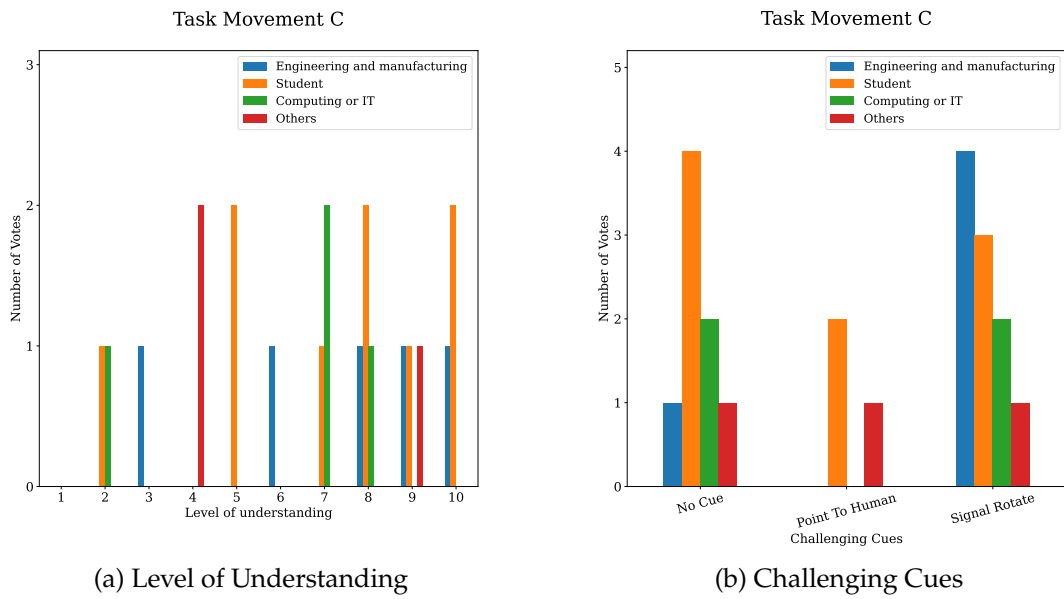 Task Movement C
3
2
1
0
Number of Votes
Engineering and manufacturing
Student
Computing or IT
Others
1 2 3 4 5 6 7 8 9 10
Level of understanding
(a) Level of Understanding
Task Movement C
5
4
3
2
1
0
Number of Votes
Engineering and manufacturing
Student
Computing or IT
Others
No Cue
Point To Human
Signal Rotate
Challenging Cues
(b) Challenging Cues